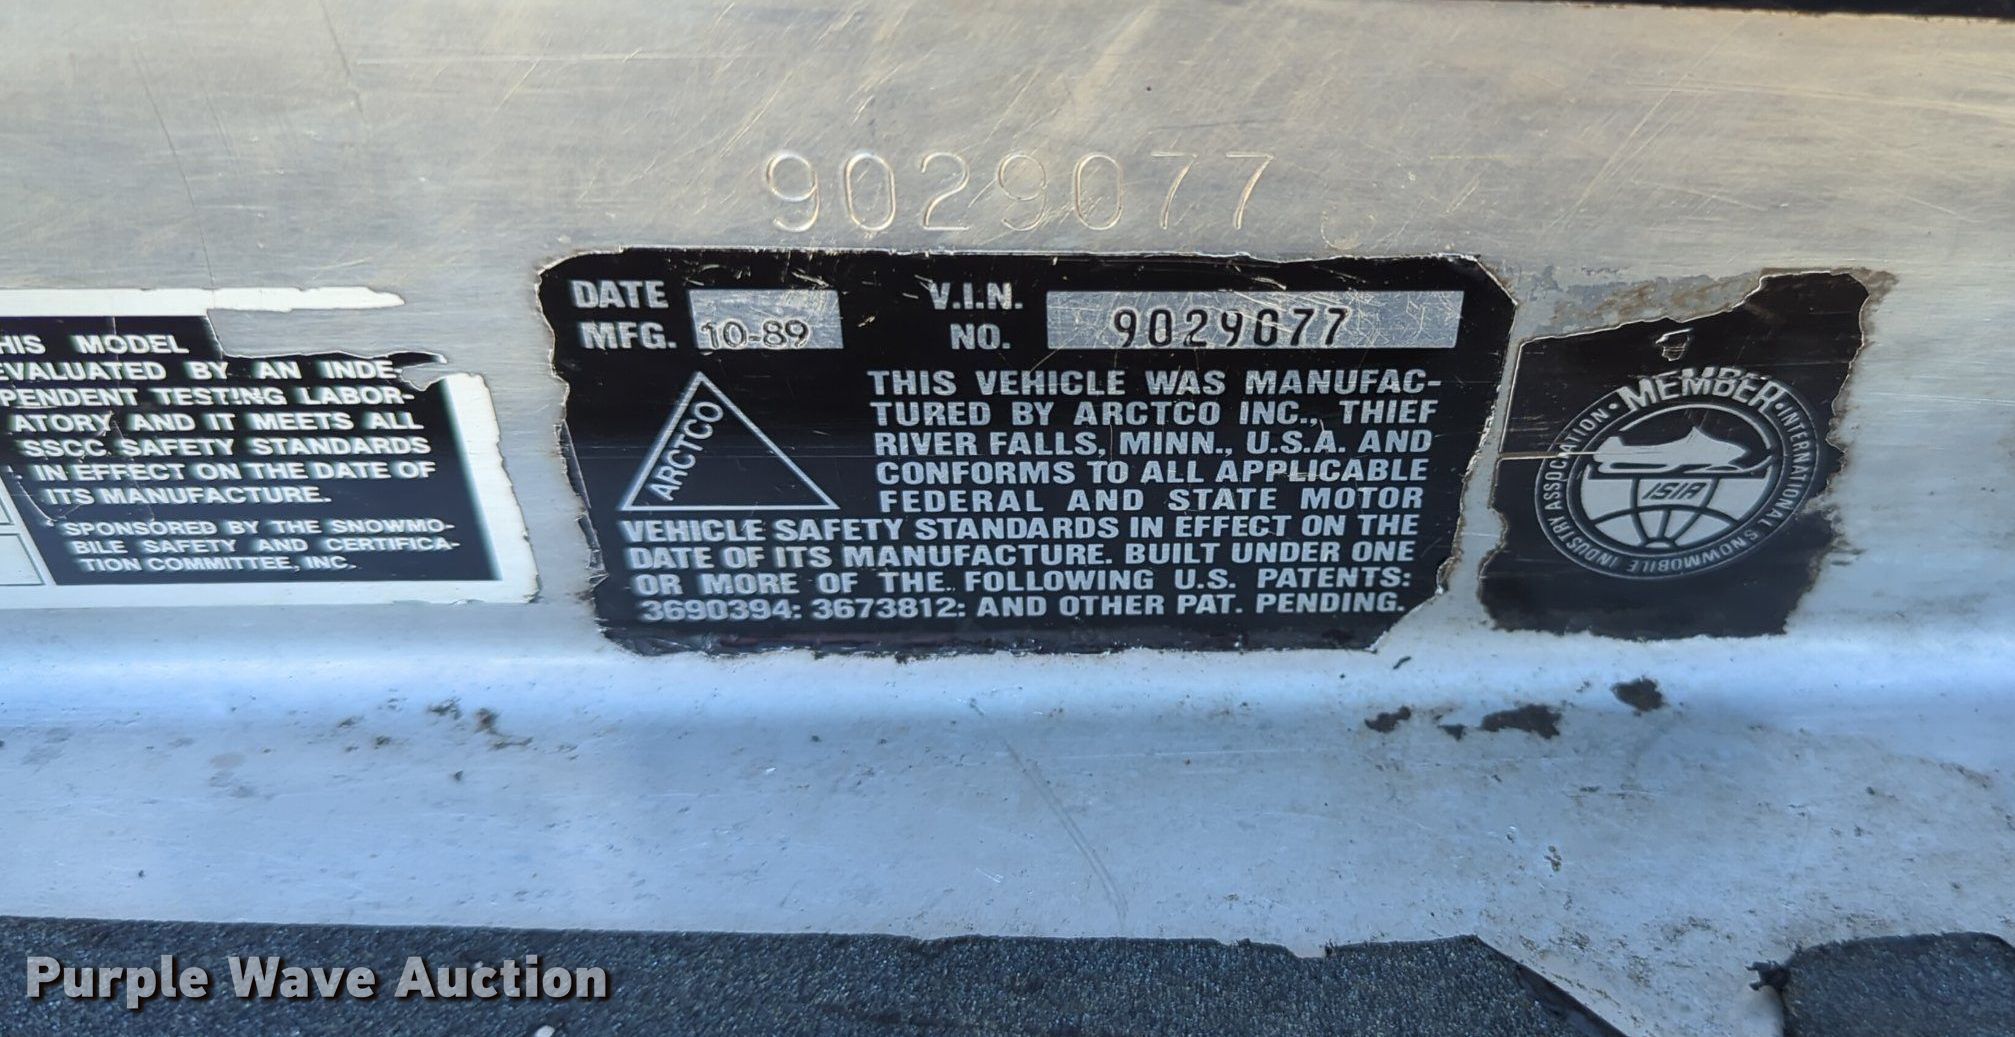 9029077
DATE
MFG. 10-89
V.I.N.
NO. 9029077
ARCTCO
THIS VEHICLE WAS MANUFAC-
TURED BY ARCTCO INC., THIEF
RIVER FALLS, MINN., U.S.A. AND
CONFORMS TO ALL APPLICABLE
FEDERAL AND STATE MOTOR
VEHICLE SAFETY STANDARDS IN EFFECT ON THE
DATE OF ITS MANUFACTURE. BUILT UNDER ONE
OR MORE OF THE FOLLOWING U.S. PATENTS:
3690394: 3673812: AND OTHER PAT. PENDING.
HIS MODEL
EVALUATED BY AN INDE-
PENDENT TESTING LABOR-
ATORY AND IT MEETS ALL
SSCC SAFETY STANDARDS
IN EFFECT ON THE DATE OF
ITS MANUFACTURE.
SPONSORED BY THE SNOWMO-
BILE SAFETY AND CERTIFICA-
TION COMMITTEE, INC.
MEMBER
INTERNATIONAL SNOWMOBILE INDUSTRY ASSOCIATION
ISIA
Purple Wave Auction